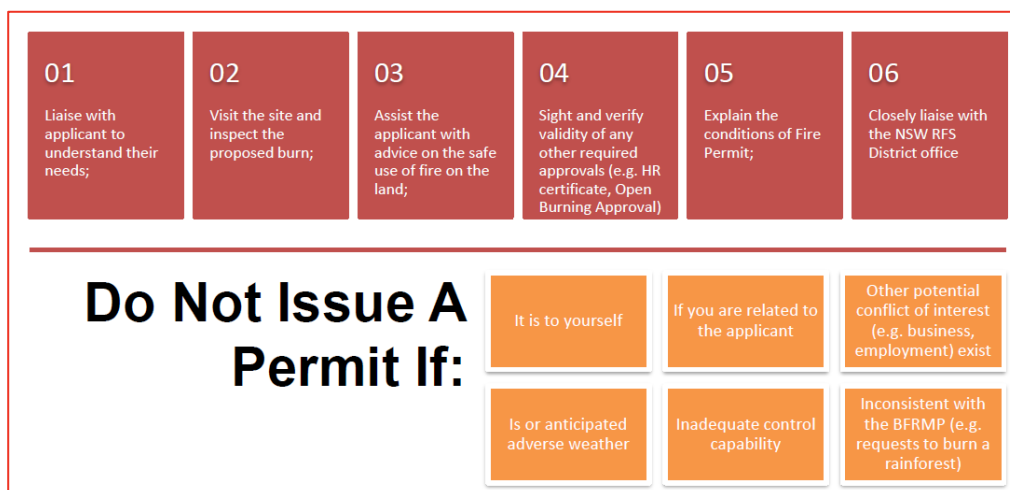 01
Liaise with
applicant to
understand their
needs;
02
Visit the site and
inspect the
proposed burn;
03
Assist the
applicant with
advice on the safe
use of fire on the
land;
04
Sight and verify
validity of any
other required
approvals (e.g. HR
certificate, Open
Burning Approval)
05
Explain the
conditions of Fire
Permit;
06
Closely liaise with
the NSW RFS
District office
Do Not Issue A
Permit If:
It is to yourself
If you are related to
the applicant
Other potential
conflict of interest
(e.g. business,
employment) exist
Is or anticipated
adverse weather
Inadequate control
capability
Inconsistent with
the BFRMP (e.g.
requests to burn a
rainforest)